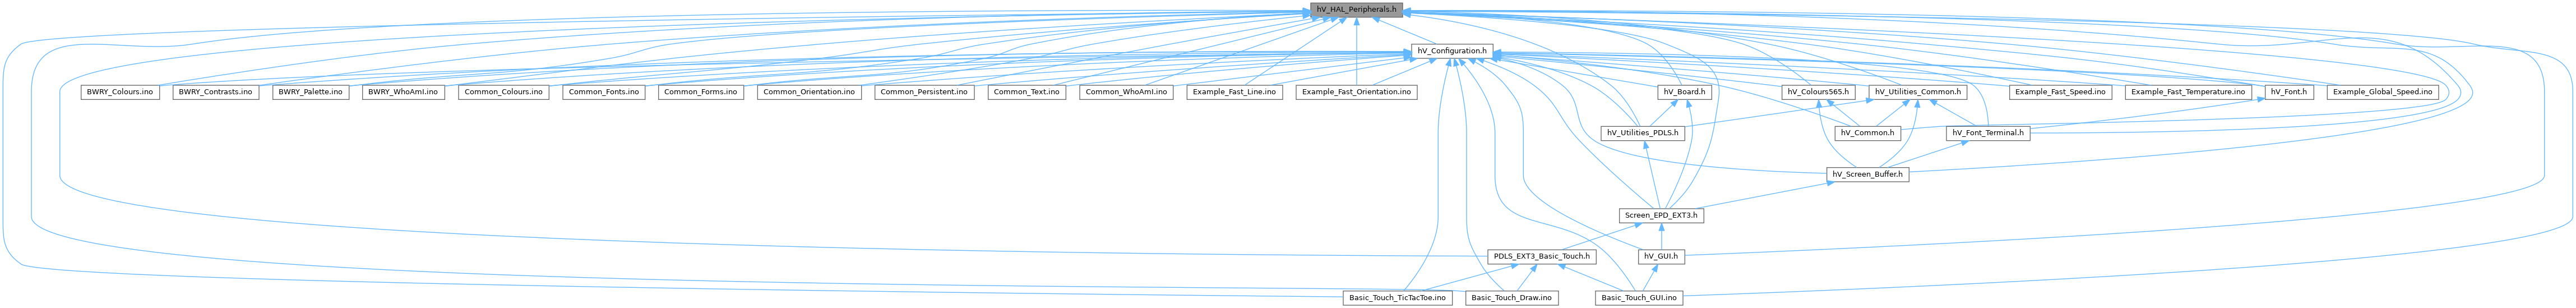 hV_HAL_Peripherals.h
hV_Configuration.h
BWRY_Colours.ino
BWRY_Contrasts.ino
BWRY_Palette.ino
BWRY_WhoAmI.ino
Common_Colours.ino
Common_Fonts.ino
Common_Forms.ino
Common_Orientation.ino
Common_Persistent.ino
Common_Text.ino
Common_WhoAmI.ino
Example_Fast_Line.ino
Example_Fast_Orientation.ino
hV_Board.h
hV_Colours565.h
hV_Utilities_Common.h
Example_Fast_Speed.ino
Example_Fast_Temperature.ino
hV_Font.h
Example_Global_Speed.ino
hV_Utilities_PDLS.h
hV_Common.h
hV_Font_Terminal.h
hV_Screen_Buffer.h
Screen_EPD_EXT3.h
PDLS_EXT3_Basic_Touch.h
hV_GUI.h
Basic_Touch_TicTacToe.ino
Basic_Touch_Draw.ino
Basic_Touch_GUI.ino